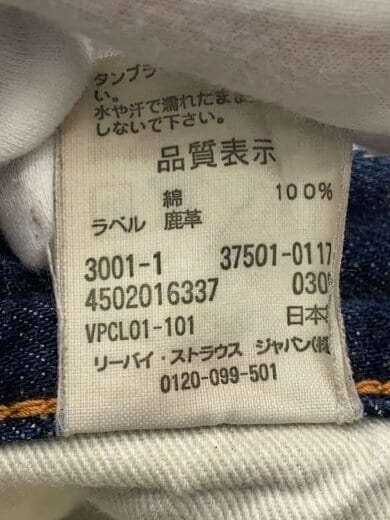 タンブラ
い。
水や汗で濡れたまま
しないで下さい。
品質表示
綿 100%
ラベル 鹿革
3001-1 37501-0117
4502016337 030
VPCL01-101 日本
リーバイ・ストラウス ジャパン(株)
0120-099-501